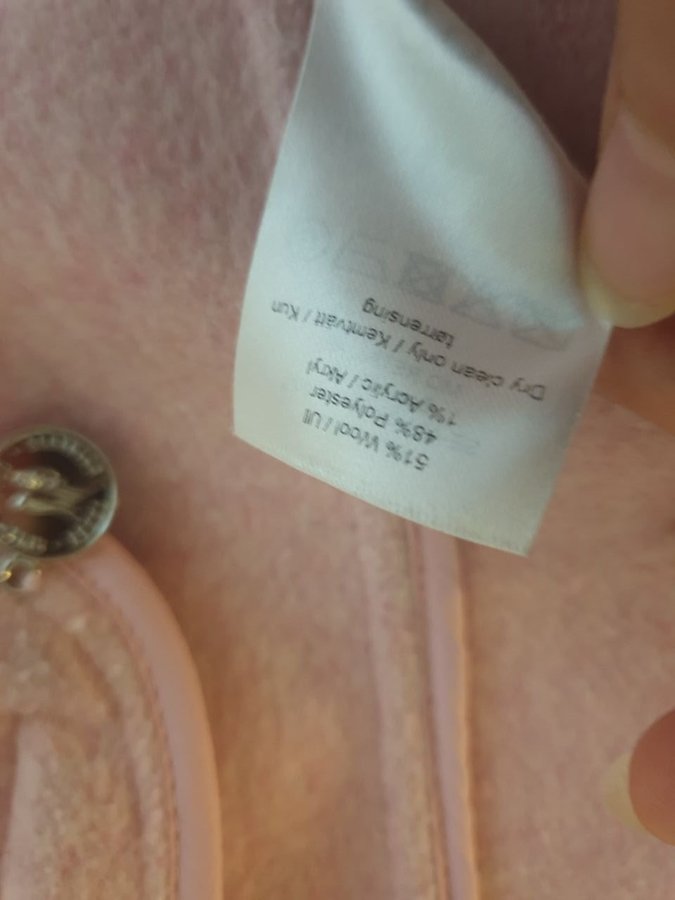 51% Wool / Ull
48% Polyester
1% Acrylic / Akryl
Dry clean only / Kemtvätt / Kun
tørrensing